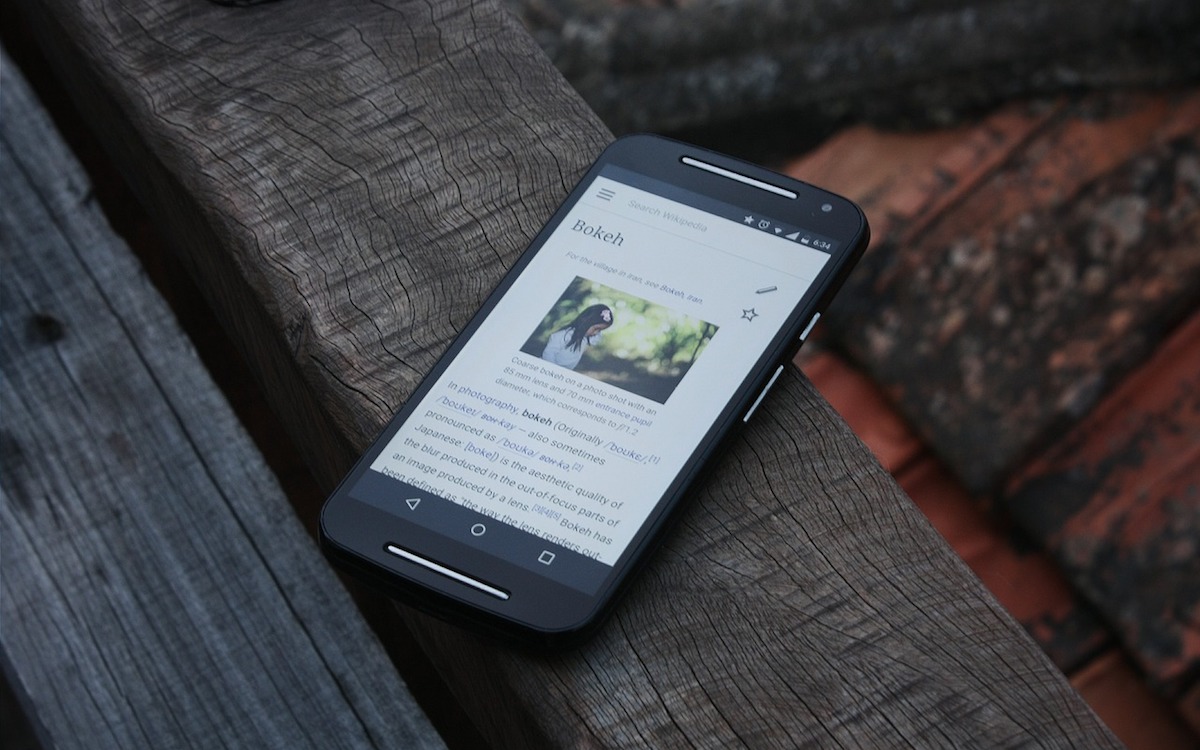 6:34
Search Wikipedia
Bokeh
For the village in Iran, see Bokeh, Iran.
Coarse bokeh on a photo shot with an
85 mm lens and 70 mm entrance pupil
diameter, which corresponds to f/1.2
In photography, bokeh (Originally /ˈboʊkɛ/,[1]
/ˈboʊkeɪ/ BOH-kay — also sometimes
pronounced as /ˈboʊkə/ BOH-kə,[2]
Japanese: [boke]) is the aesthetic quality of
the blur produced in the out-of-focus parts of
an image produced by a lens.[3][4][5] Bokeh has
been defined as "the way the lens renders out-